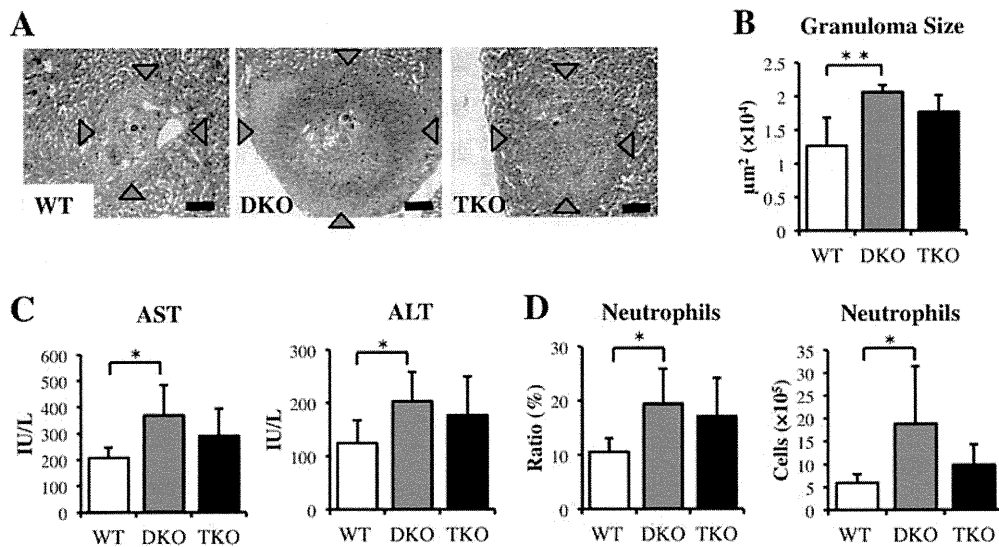 A
WT
DKO
TKO
B
Granuloma Size
**
2.5
2
1.5
1
0.5
0
µm² (×10⁴)
WT DKO TKO
C
AST
*
600
500
400
300
200
100
0
IU/L
WT DKO TKO
ALT
*
300
200
100
0
IU/L
WT DKO TKO
D
Neutrophils
*
30
20
10
0
Ratio (%)
WT DKO TKO
Neutrophils
*
35
30
25
20
15
10
5
0
Cells (×10⁵)
WT DKO TKO